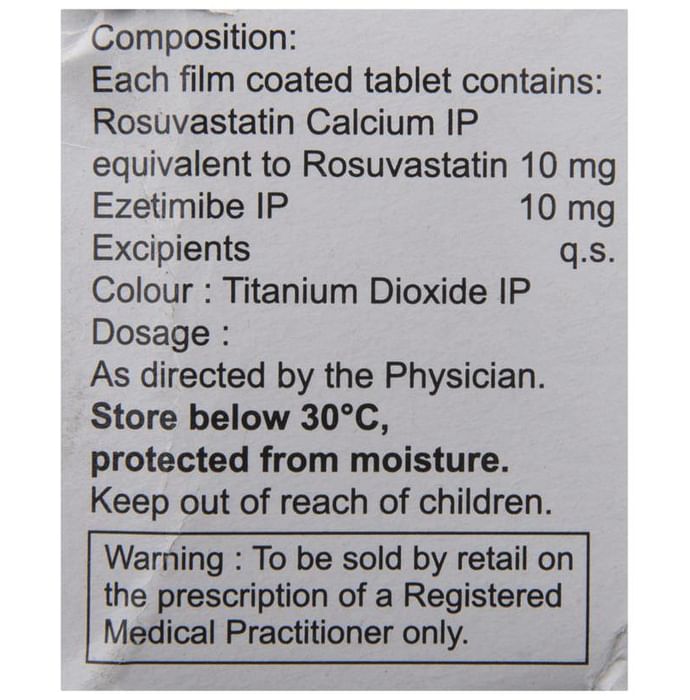 Composition:
Each film coated tablet contains:
Rosuvastatin Calcium IP
equivalent to Rosuvastatin 10 mg
Ezetimibe IP 10 mg
Excipients q.s.
Colour : Titanium Dioxide IP
Dosage :
As directed by the Physician.
Store below 30°C,
protected from moisture.
Keep out of reach of children.
Warning : To be sold by retail on
the prescription of a Registered
Medical Practitioner only.